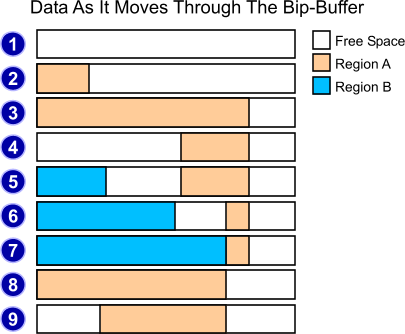 Data As It Moves Through The Bip-Buffer
1
Free Space
2
Region A
Region B
3
4
5
6
7
8
9